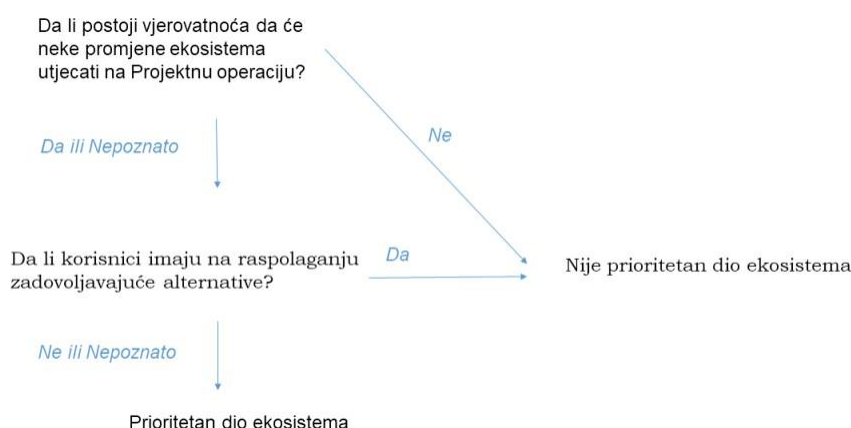 Da li postoji vjerovatnoća da će
neke promjene ekosistema
utjecati na Projektnu operaciju?
Ne
Da ili Nepoznato
Da li korisnici imaju na raspolaganju
zadovoljavajuće alternative?
Da
Nije prioritetan dio ekosistema
Ne ili Nepoznato
Prioritetan dio ekosistema